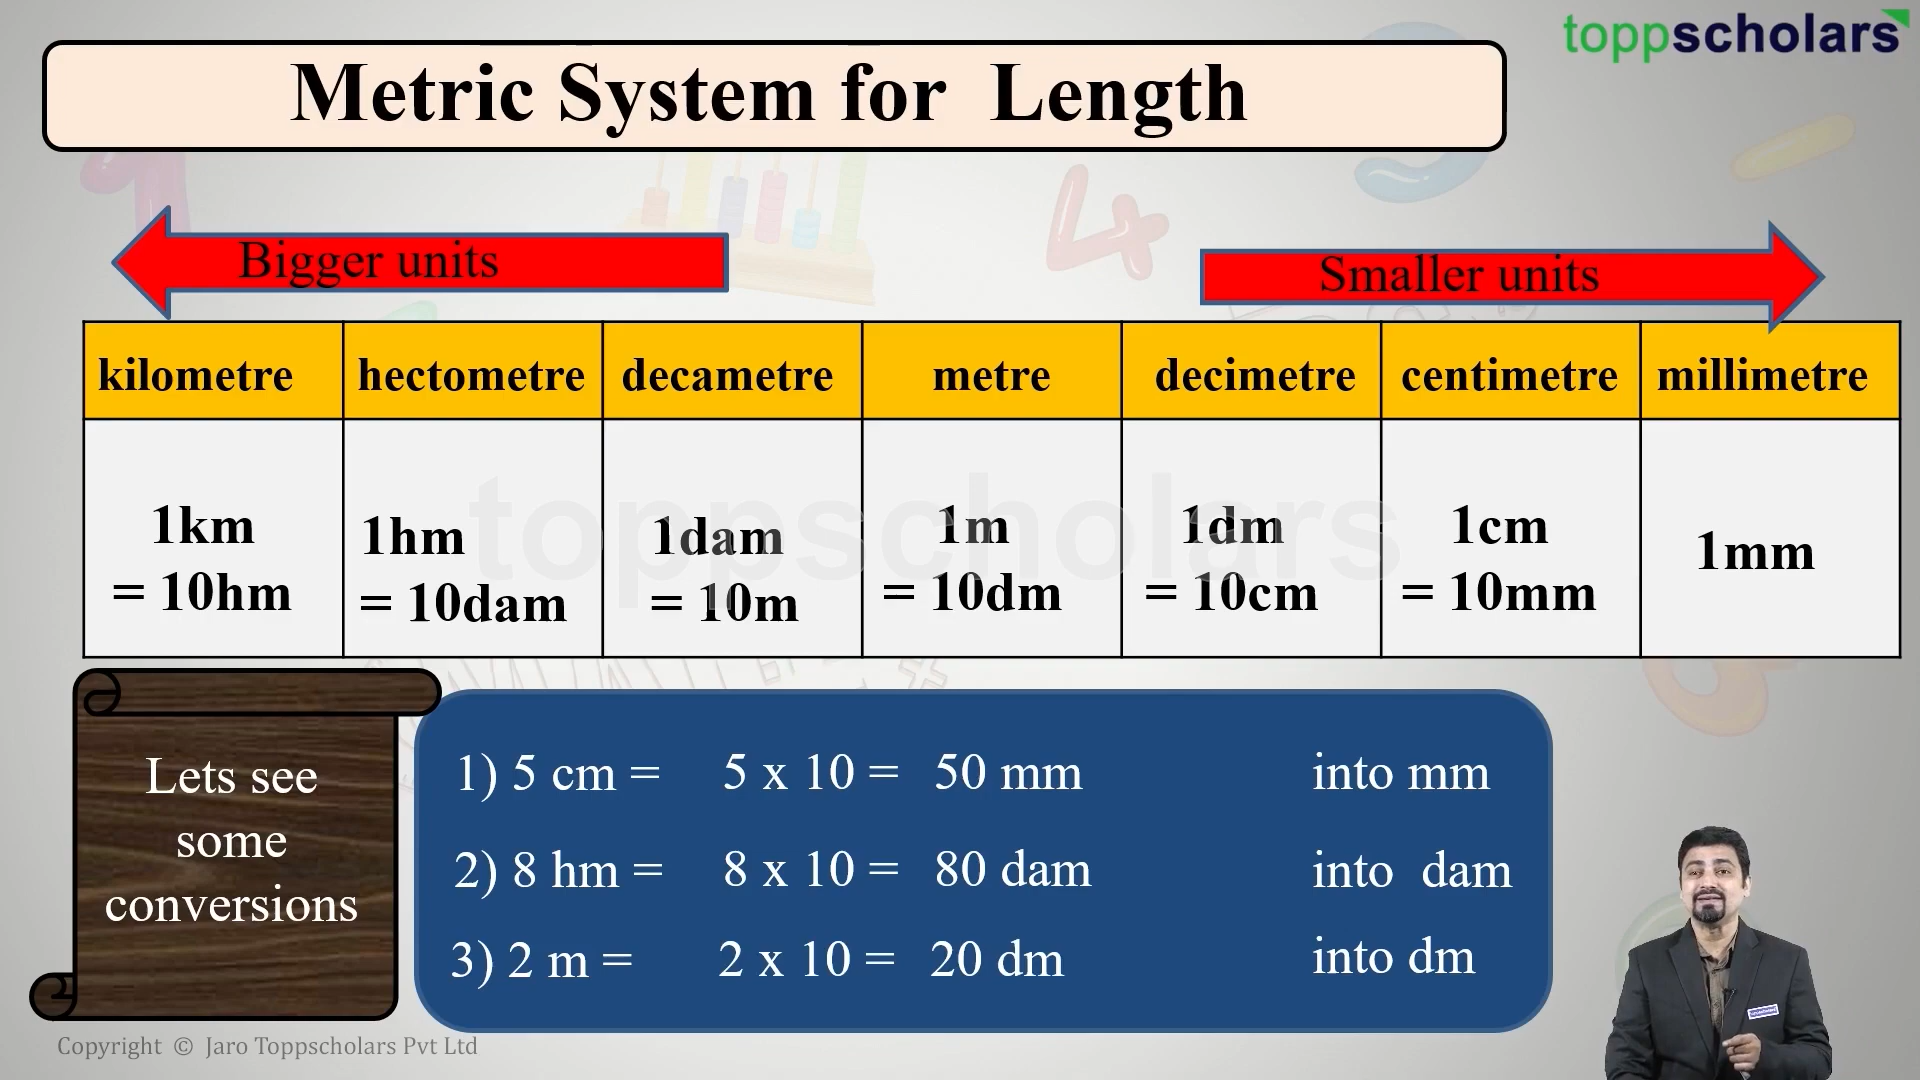 toppscholars
Metric System for Length
Bigger units
Smaller units
kilometre hectometre decametre metre decimetre centimetre millimetre
1km
= 10hm
1hm
= 10dam
1dam
= 10m
1m
= 10dm
1dm
= 10cm
1cm
= 10mm
1mm
toppscholars
Lets see
some
conversions
1) 5 cm = 5 x 10 = 50 mm into mm
2) 8 hm = 8 x 10 = 80 dam into dam
3) 2 m = 2 x 10 = 20 dm into dm
Copyright © Jaro Toppscholars Pvt Ltd